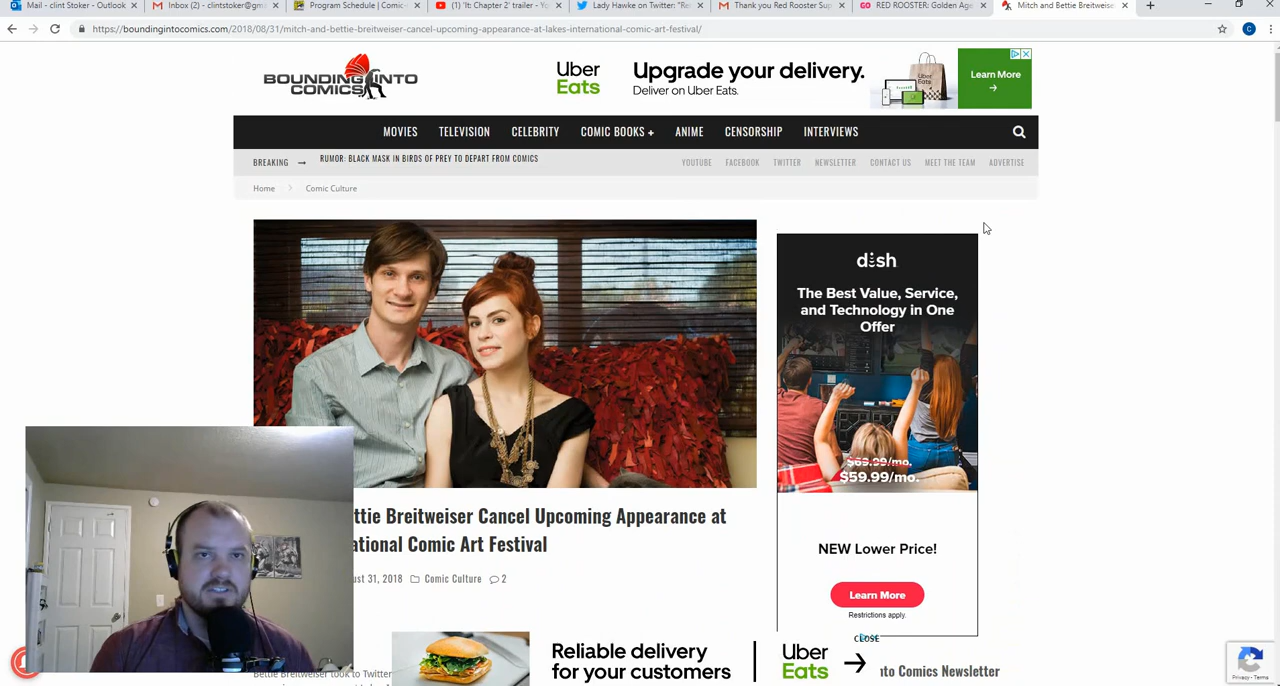 Mail - clint Stoker - Outlook
Inbox (2) - clintstoker@gm
Program Schedule | Comic-
(1) 'It: Chapter 2' trailer - Yo
Lady Hawke on Twitter: "Re
Thank you Red Rooster Sup
RED ROOSTER: Golden Ag
Mitch and Bettie Breitweise
https://boundingintocomics.com/2018/08/31/mitch-and-bettie-breitweiser-cancel-upcoming-appearance-at-lakes-international-comic-art-festival/
C
BOUNDING INTO
COMICS
Uber
Eats
Upgrade your delivery.
Deliver on Uber Eats.
Learn More
MOVIES TELEVISION CELEBRITY COMIC BOOKS + ANIME CENSORSHIP INTERVIEWS
BREAKING → RUMOR: BLACK MASK IN BIRDS OF PREY TO DEPART FROM COMICS
YOUTUBE FACEBOOK TWITTER NEWSLETTER CONTACT US MEET THE TEAM ADVERTISE
Home Comic Culture
dish
The Best Value, Service,
and Technology in One
Offer
$69.99/mo.
$59.99/mo.
NEW Lower Price!
Learn More
Restrictions apply.
ttie Breitweiser Cancel Upcoming Appearance at
ational Comic Art Festival
ust 31, 2018 Comic Culture 2
CLOSE
Reliable delivery
for your customers
Uber
Eats
nto Comics Newsletter
Bettie Breitweiser took to Twitter
Privacy - Terms